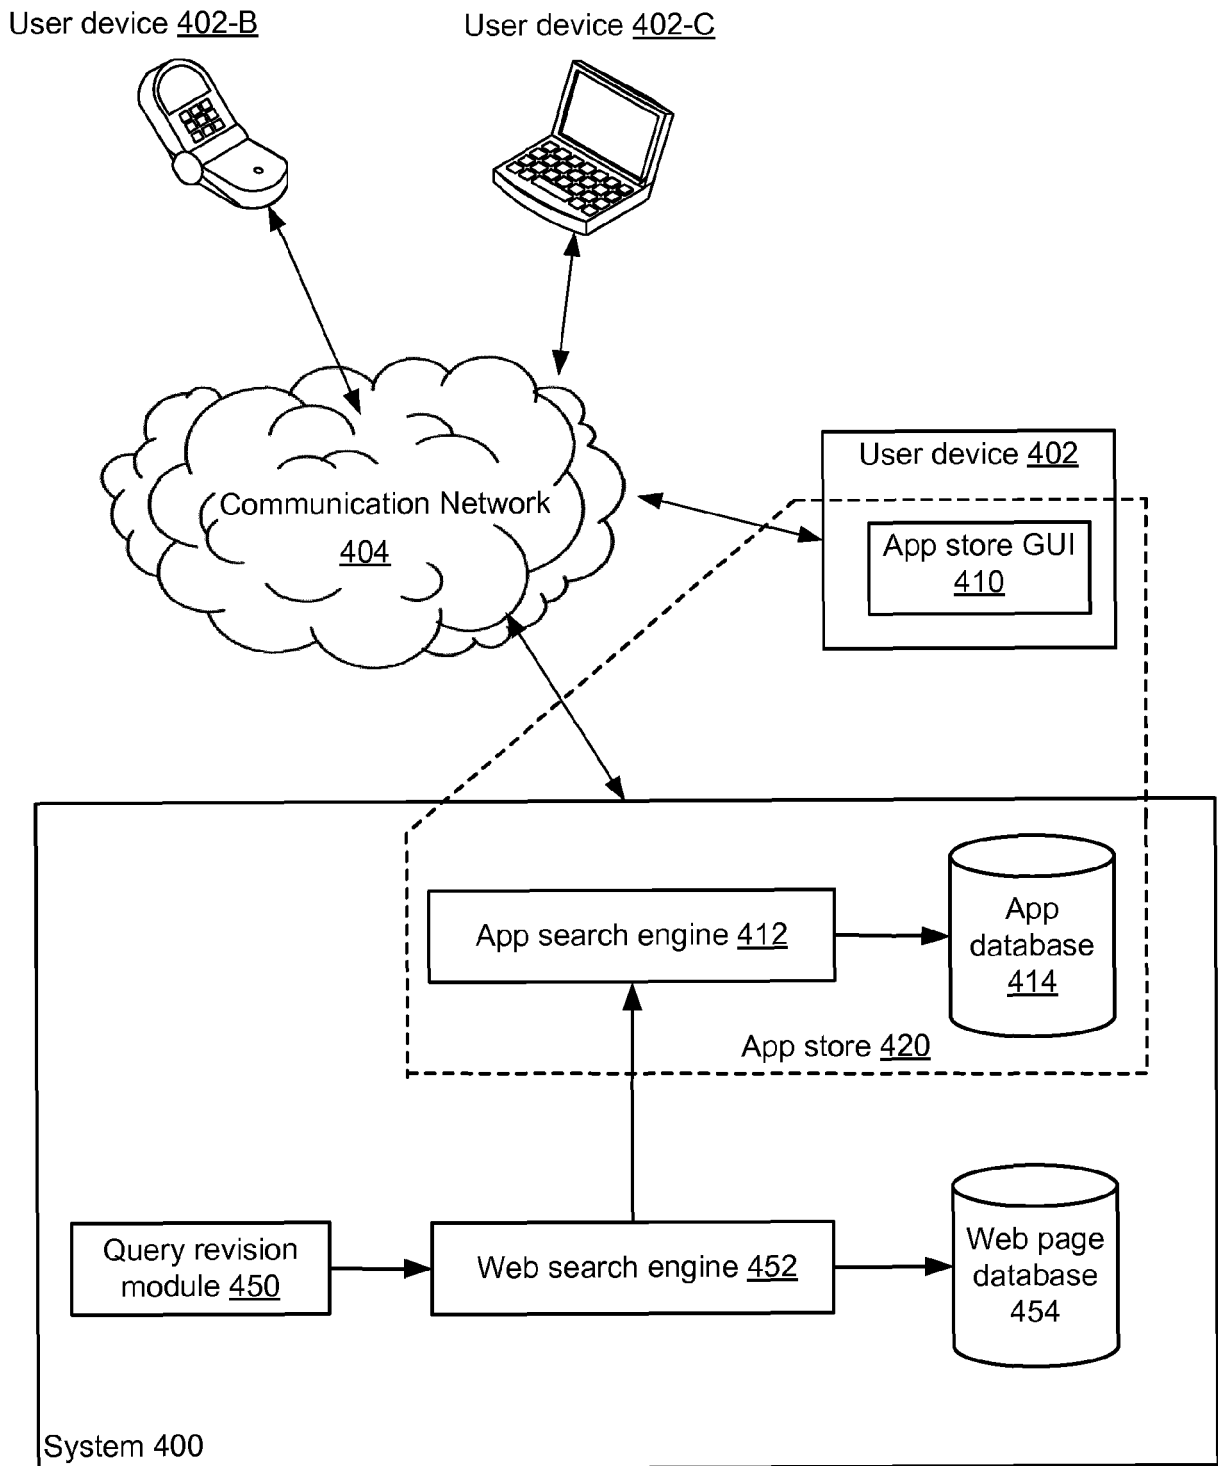 User device 402-B
User device 402-C
Communication Network
404
User device 402
App store GUI
410
App search engine 412
App
database
414
App store 420
Query revision
module 450
Web search engine 452
Web page
database
454
System 400